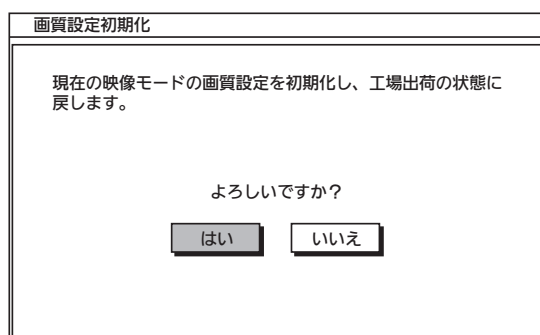 画質設定初期化
現在の映像モードの画質設定を初期化し、工場出荷の状態に
戻します。
よろしいですか？
はい いいえ